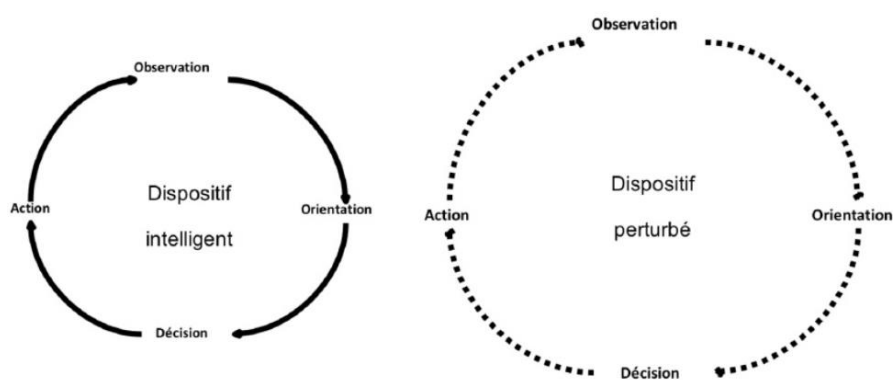 Observation
Action
Dispositif
intelligent
Orientation
Décision
Observation
Action
Dispositif
perturbé
Orientation
Décision